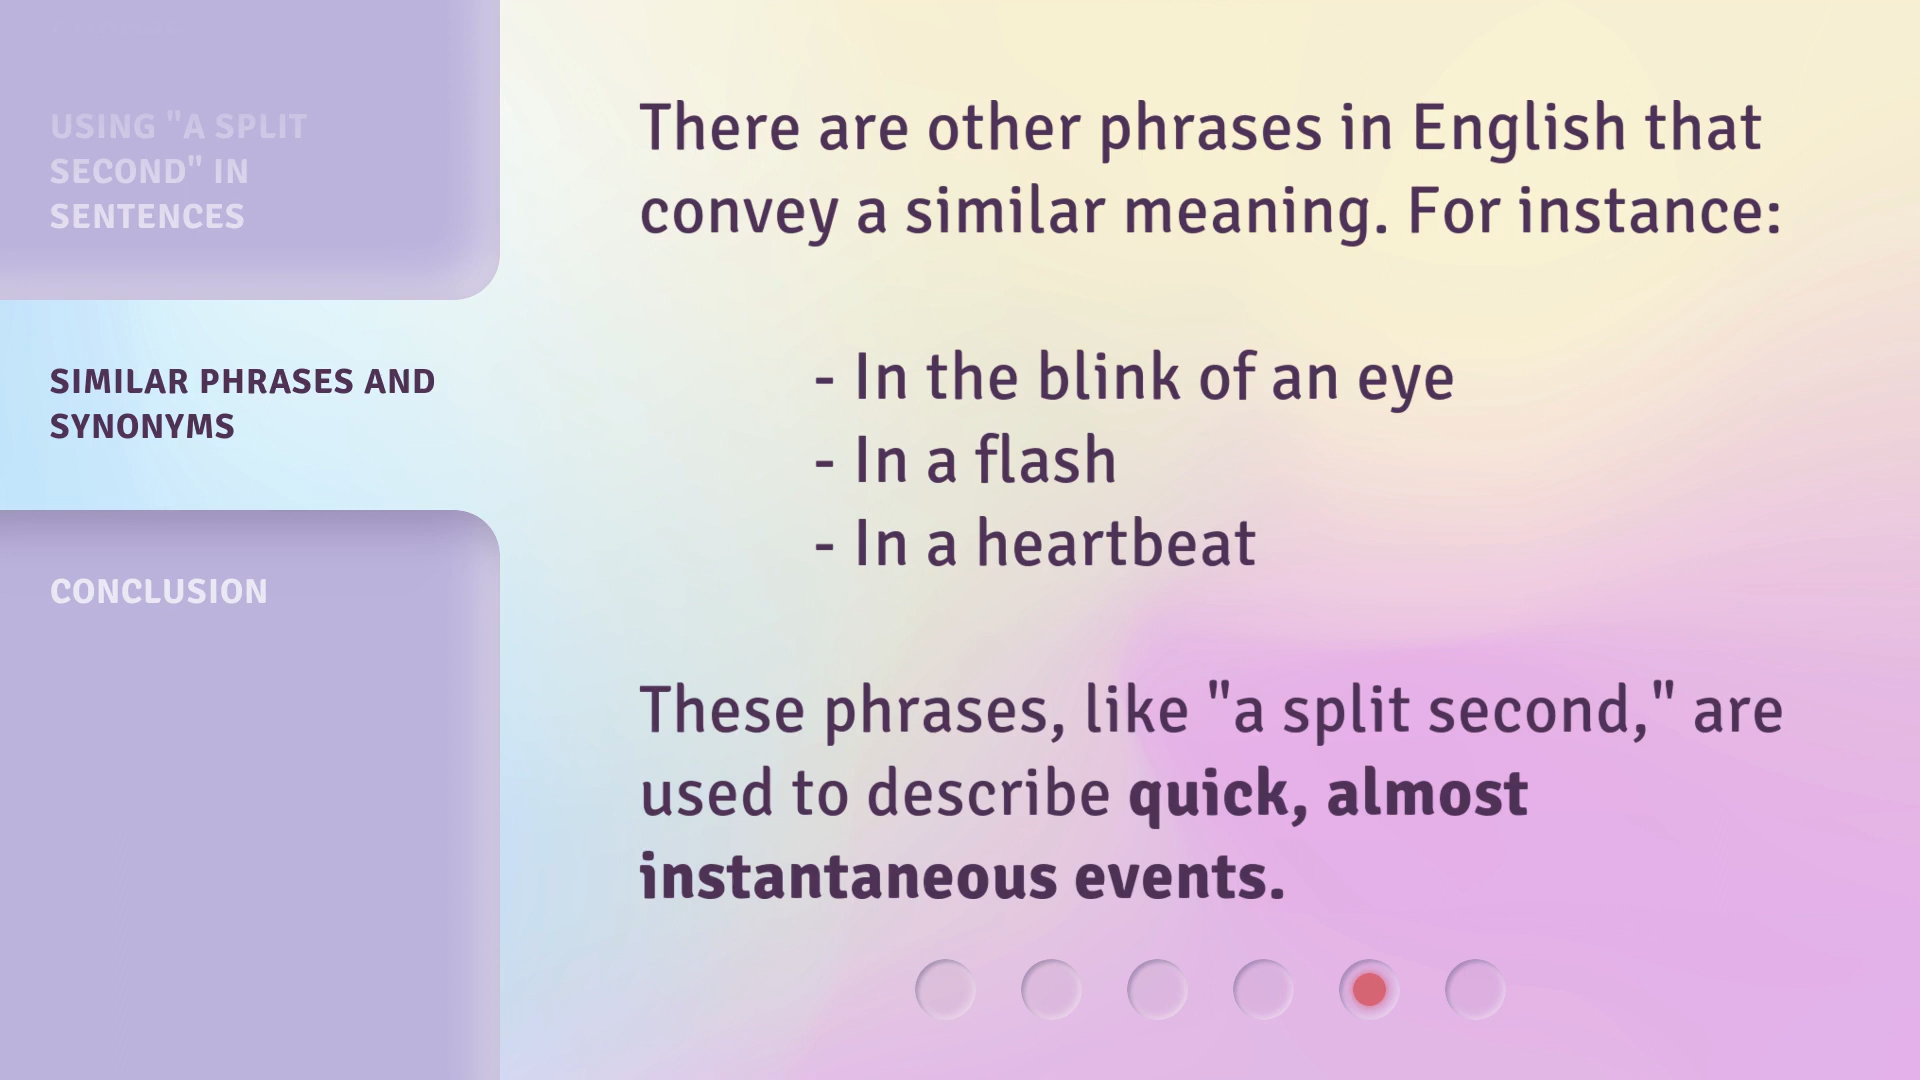 USING "A SPLIT
SECOND" IN
SENTENCES
SIMILAR PHRASES AND
SYNONYMS
CONCLUSION
There are other phrases in English that
convey a similar meaning. For instance:
- In the blink of an eye
- In a flash
- In a heartbeat
These phrases, like "a split second," are
used to describe quick, almost
instantaneous events.